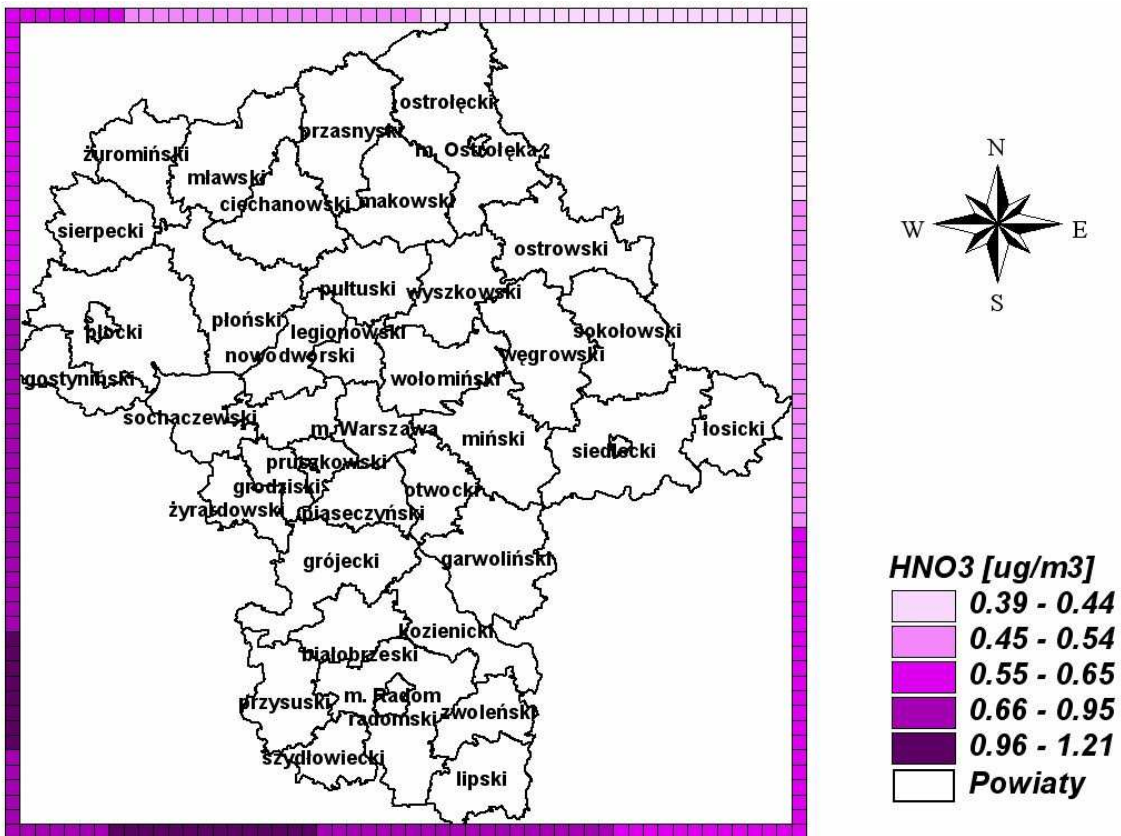 ostrołęcki
przasnyski
m. Ostrołęka
żuromiński
mławski
ciechanowski
makowski
sierpecki
ostrowski
pułtuski
wyszkowski
płoński
płocki
legionowski
sokołowski
nowodworski
węgrowski
gostyniński
wołomiński
sochaczewski
m. Warszawa
miński
łosicki
siedlecki
pruszkowski
grodziski
otwocki
żyrardowski
piaseczyński
grójecki
garwoliński
kozienicki
białobrzeski
przysuski
m. Radom
radomski
zwoleński
szydłowiecki
lipski
N
W
E
S
HNO3 [ug/m3]
0.39 - 0.44
0.45 - 0.54
0.55 - 0.65
0.66 - 0.95
0.96 - 1.21
Powiaty